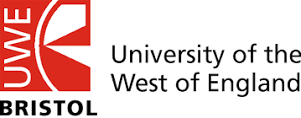 UWE
BRISTOL
University of the
West of England